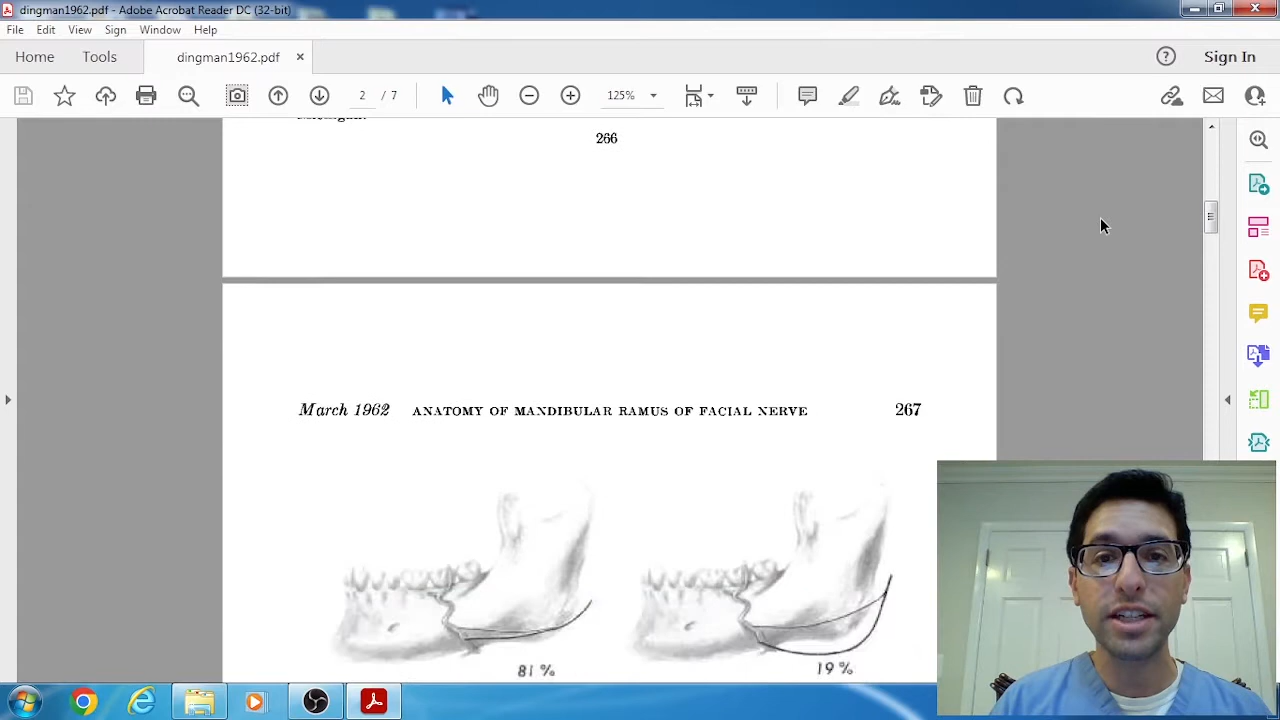 dingman1962.pdf - Adobe Acrobat Reader DC (32-bit)
File Edit View Sign Window Help
Home Tools dingman1962.pdf × Sign In
2 / 7 125%
266
March 1962 ANATOMY OF MANDIBULAR RAMUS OF FACIAL NERVE 267
81 % 19 %